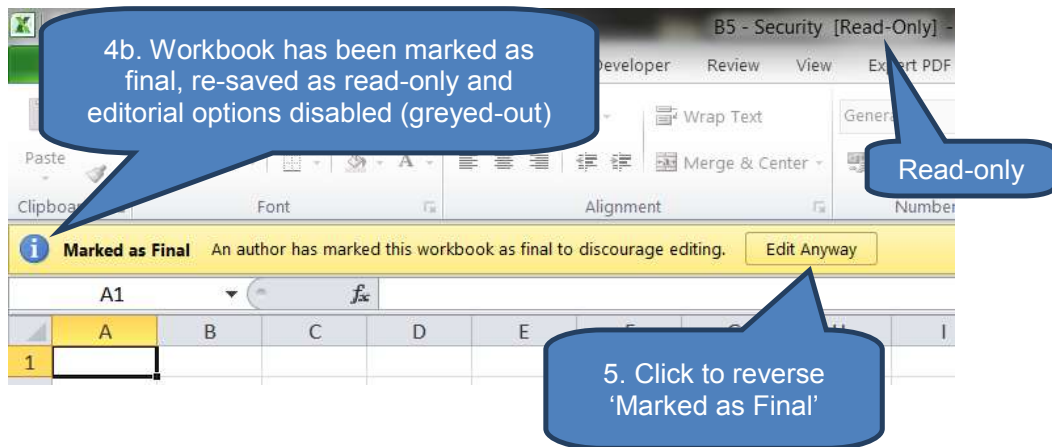 B5 - Security [Read-Only] -
4b. Workbook has been marked as
final, re-saved as read-only and
editorial options disabled (greyed-out)
Developer Review View
Wrap Text
Read-only
Paste
A
Merge & Center
Font Alignment Number
Marked as Final An author has marked this workbook as final to discourage editing. Edit Anyway
A1 fx
A B C D E I
1
5. Click to reverse
‘Marked as Final’